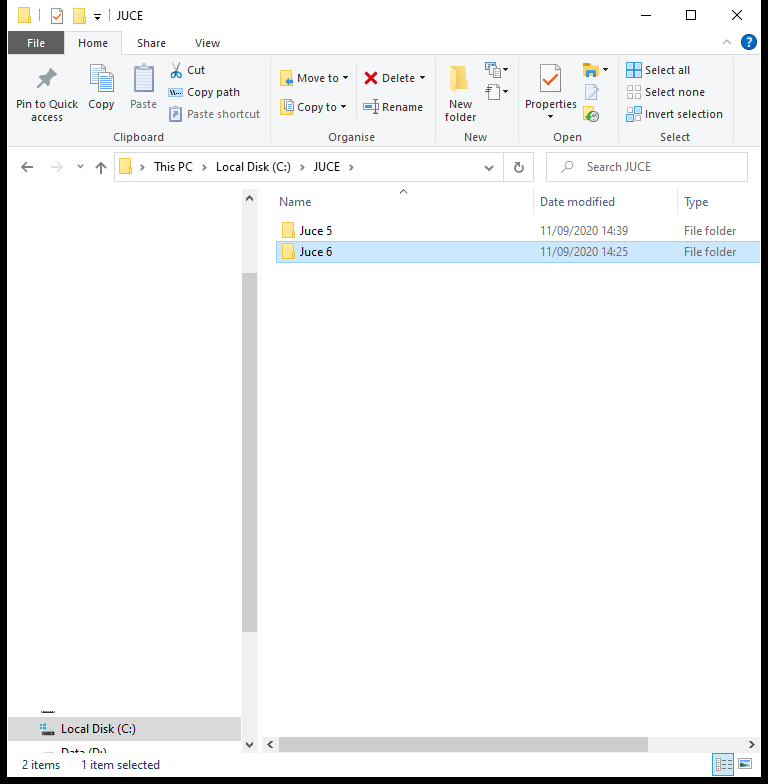 JUCE
File Home Share View
Pin to Quick access
Copy
Paste
Cut
Copy path
Paste shortcut
Clipboard
Move to
Copy to
Delete
Rename
Organise
New folder
New
Properties
Open
Select all
Select none
Invert selection
Select
This PC > Local Disk (C:) > JUCE >
Search JUCE
Name Date modified Type
Juce 5 11/09/2020 14:39 File folder
Juce 6 11/09/2020 14:25 File folder
Local Disk (C:)
Data (D:)
2 items 1 item selected